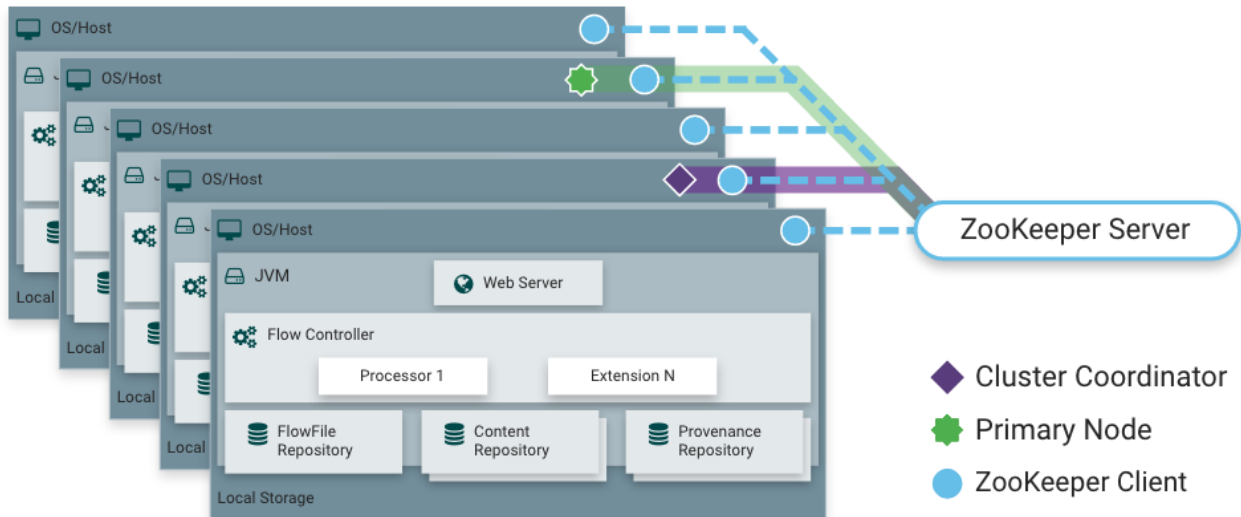 OS/Host
OS/Host
OS/Host
OS/Host
OS/Host
JVM
Web Server
Flow Controller
Processor 1
Extension N
FlowFile
Repository
Content
Repository
Provenance
Repository
Local
Local
Local
Local
Local Storage
ZooKeeper Server
Cluster Coordinator
Primary Node
ZooKeeper Client